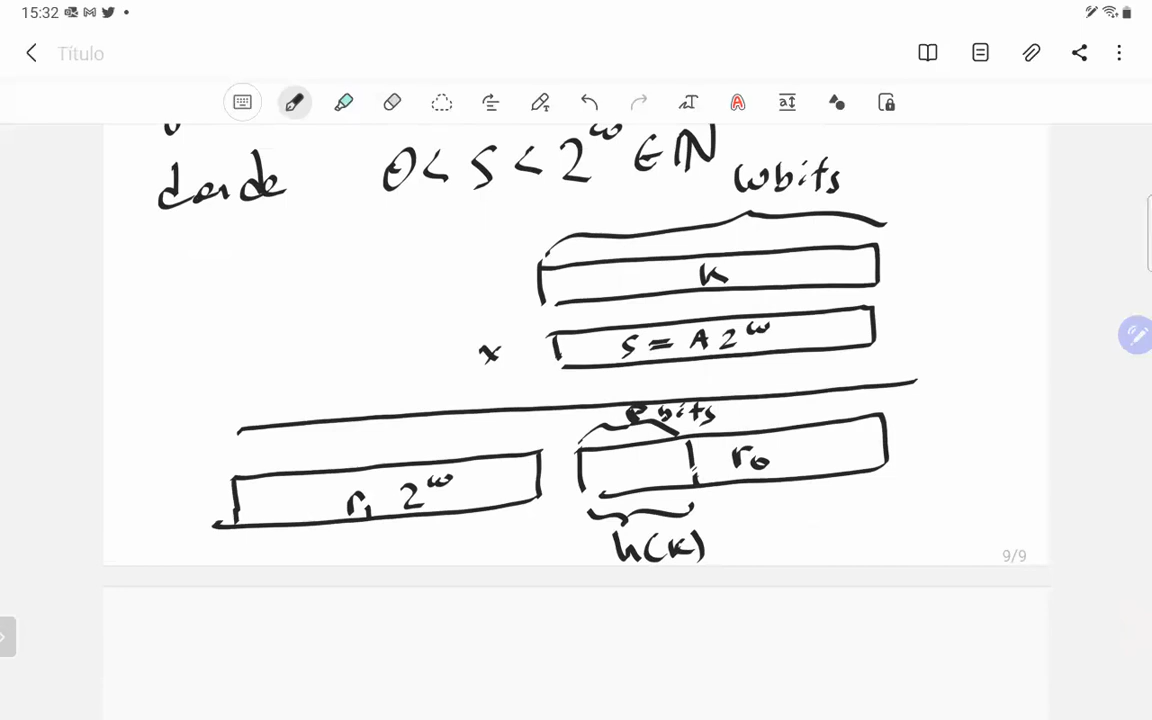 15:32
Título
donde 0 < s < 2^ω ∈ ℕ
ω bits
k
x s = A 2^ω
p bits
r₁ 2^ω r₀
h(k)
9/9